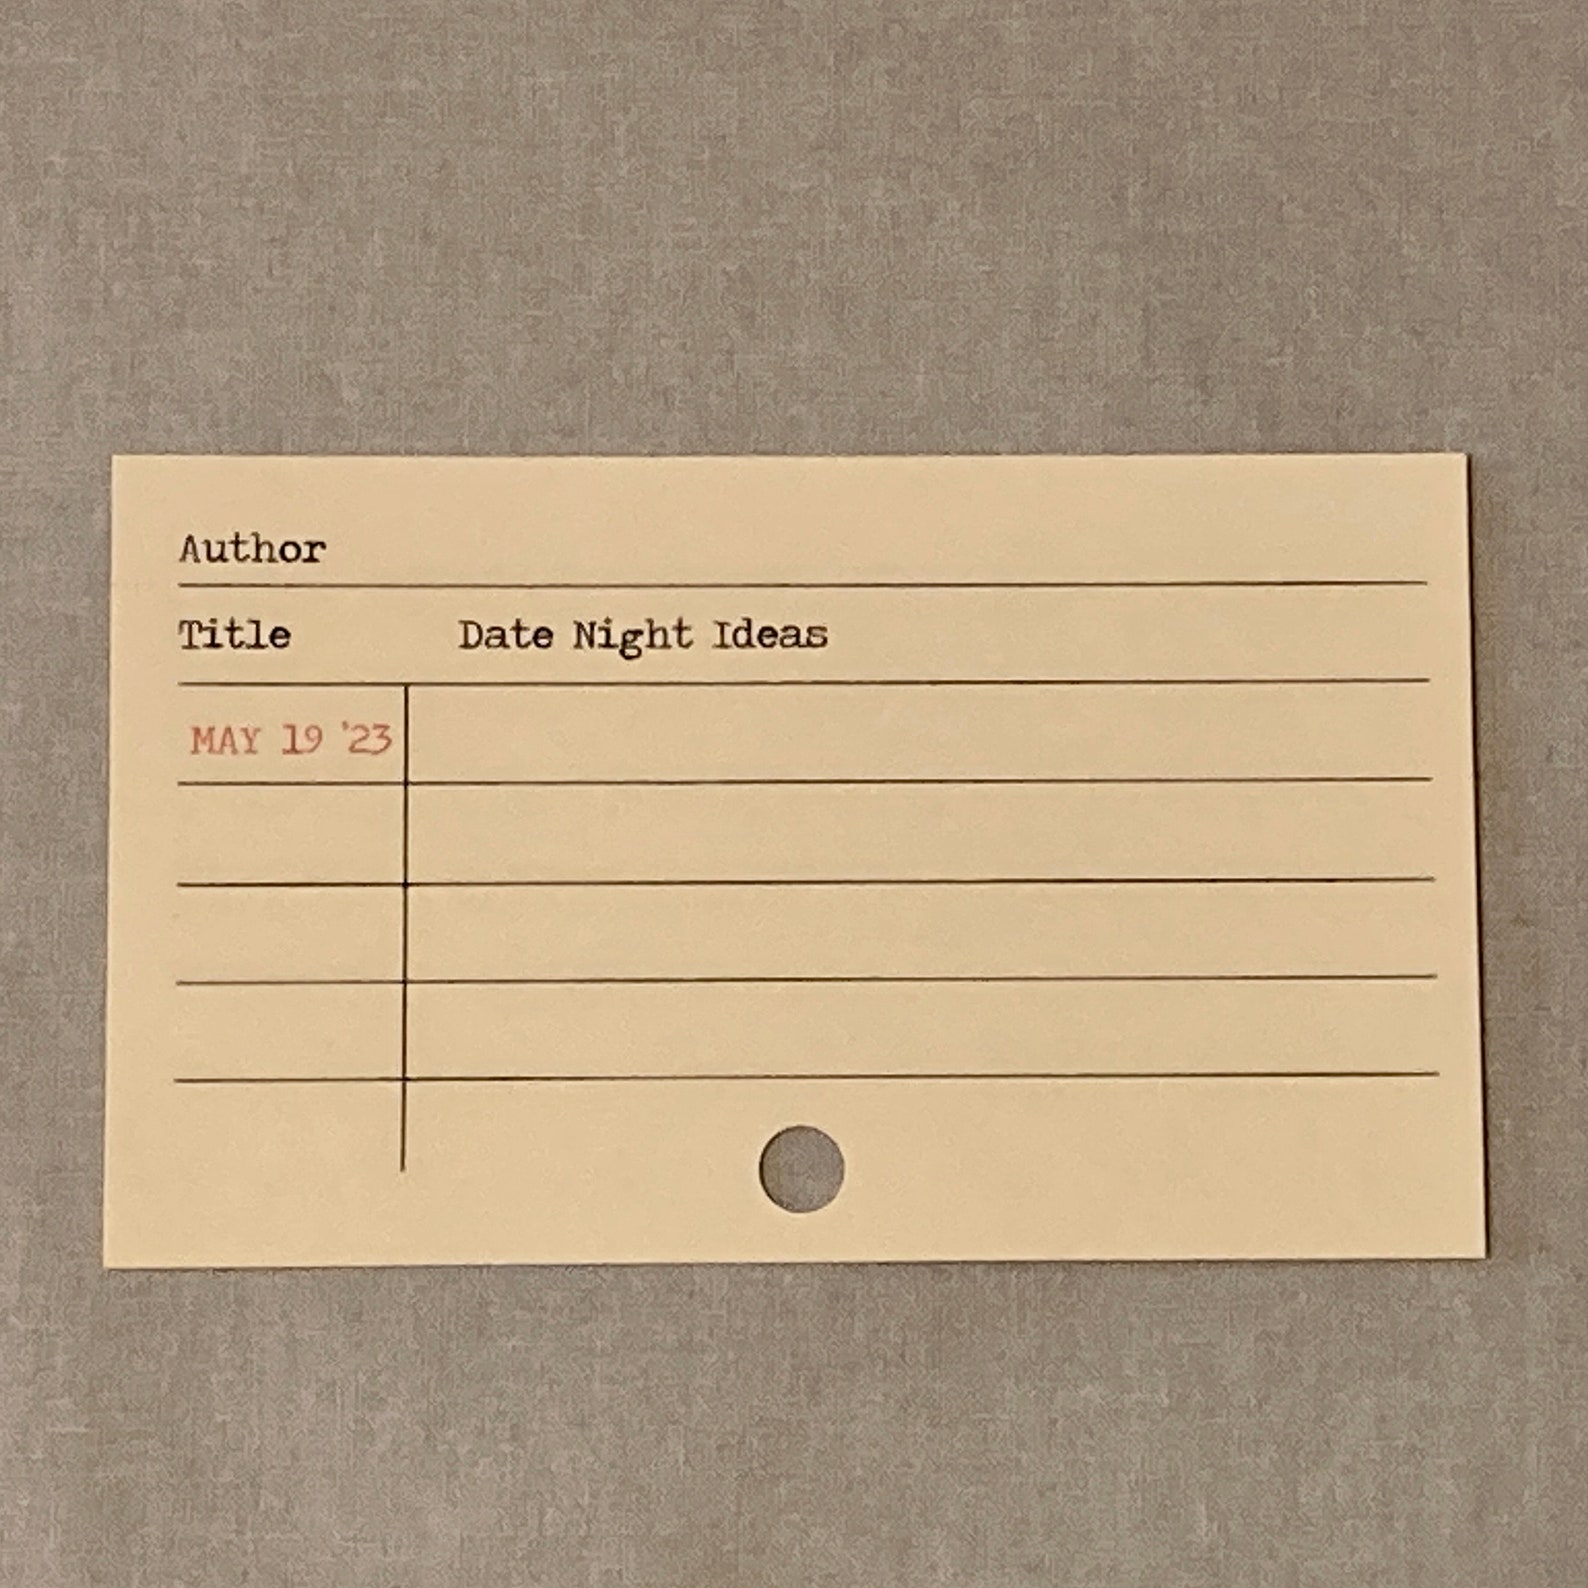 Author
Title Date Night Ideas
MAY 19 '23